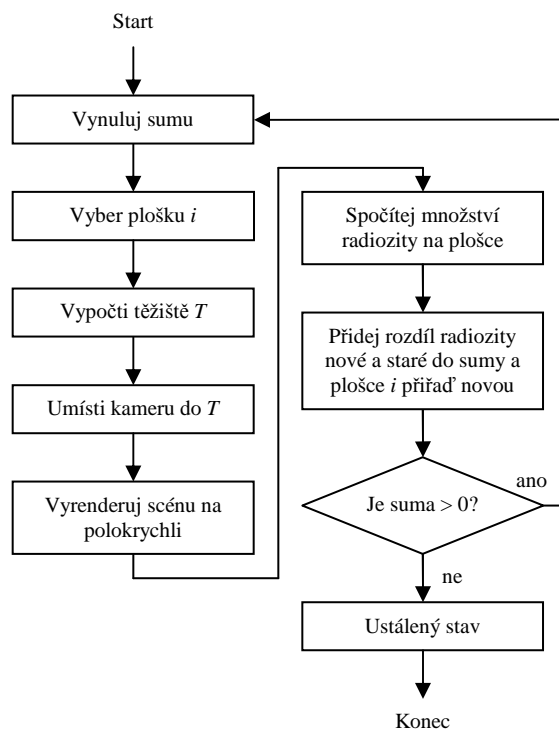 Start
Vynuluj sumu
Vyber plošku i
Vypočti těžiště T
Umísti kameru do T
Vyrenderuj scénu na
polokrychli
Spočítej množství
radiozity na plošce
Přidej rozdíl radiozity
nové a staré do sumy a
plošce i přiřaď novou
Je suma > 0?
ano
ne
Ustálený stav
Konec